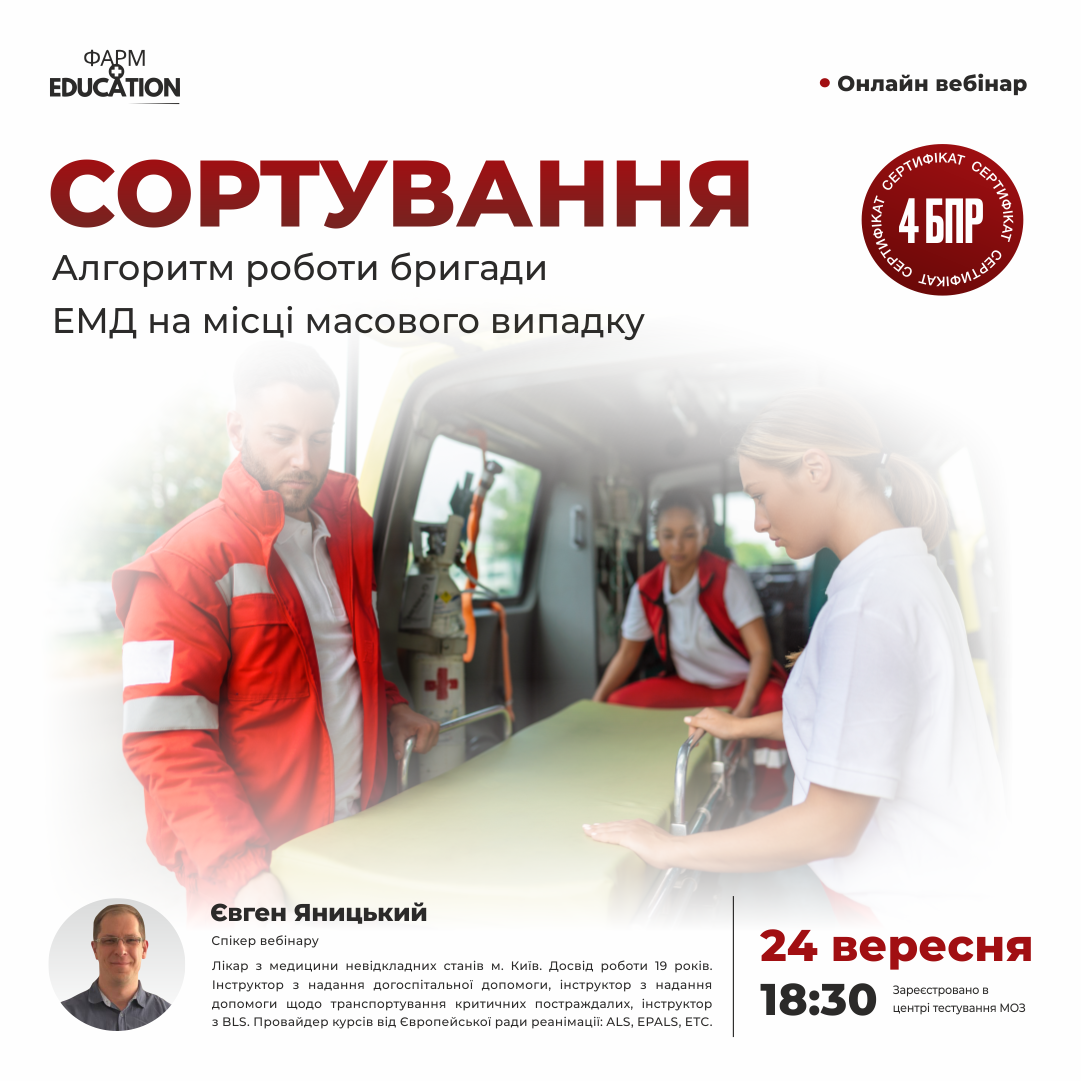 ФАРМ
EDUCATION
• Онлайн вебінар
СОРТУВАННЯ
СЕРТИФІКАТ СЕРТИФІКАТ СЕРТИФІКАТ СЕРТИФІКАТ
4 БПР
Алгоритм роботи бригади
ЕМД на місці масового випадку
Євген Яницький
Спікер вебінару
Лікар з медицини невідкладних станів м. Київ. Досвід роботи 19 років.
Інструктор з надання догоспітальної допомоги, інструктор з надання
допомоги щодо транспортування критичних постраждалих, інструктор
з BLS. Провайдер курсів від Європейської ради реанімації: ALS, EPALS, ETC.
24 вересня
18:30
Зареєстровано в
центрі тестування МОЗ